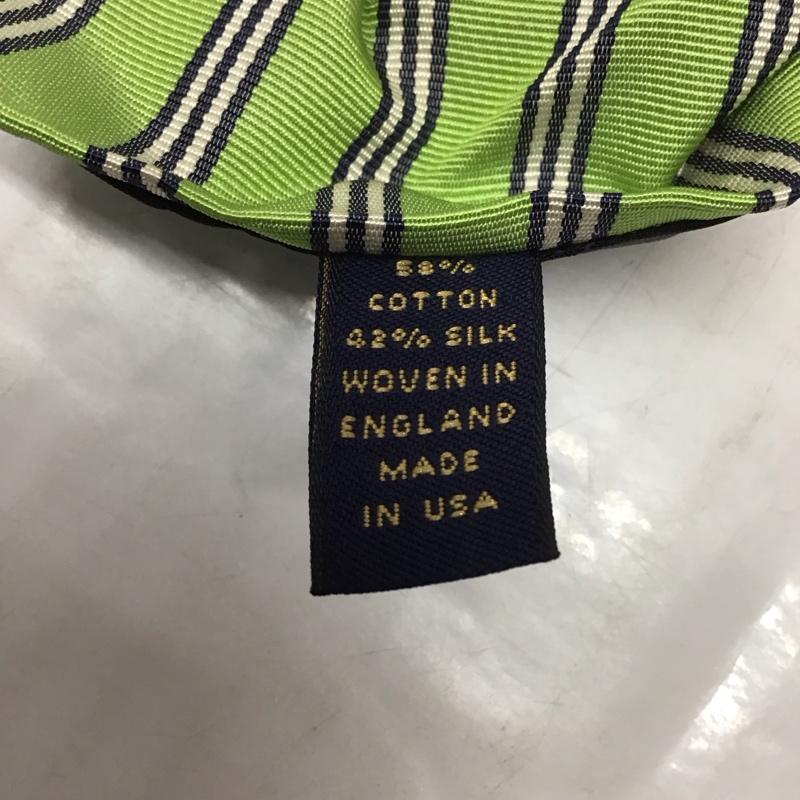 58%
COTTON
42% SILK
WOVEN IN
ENGLAND
MADE
IN USA